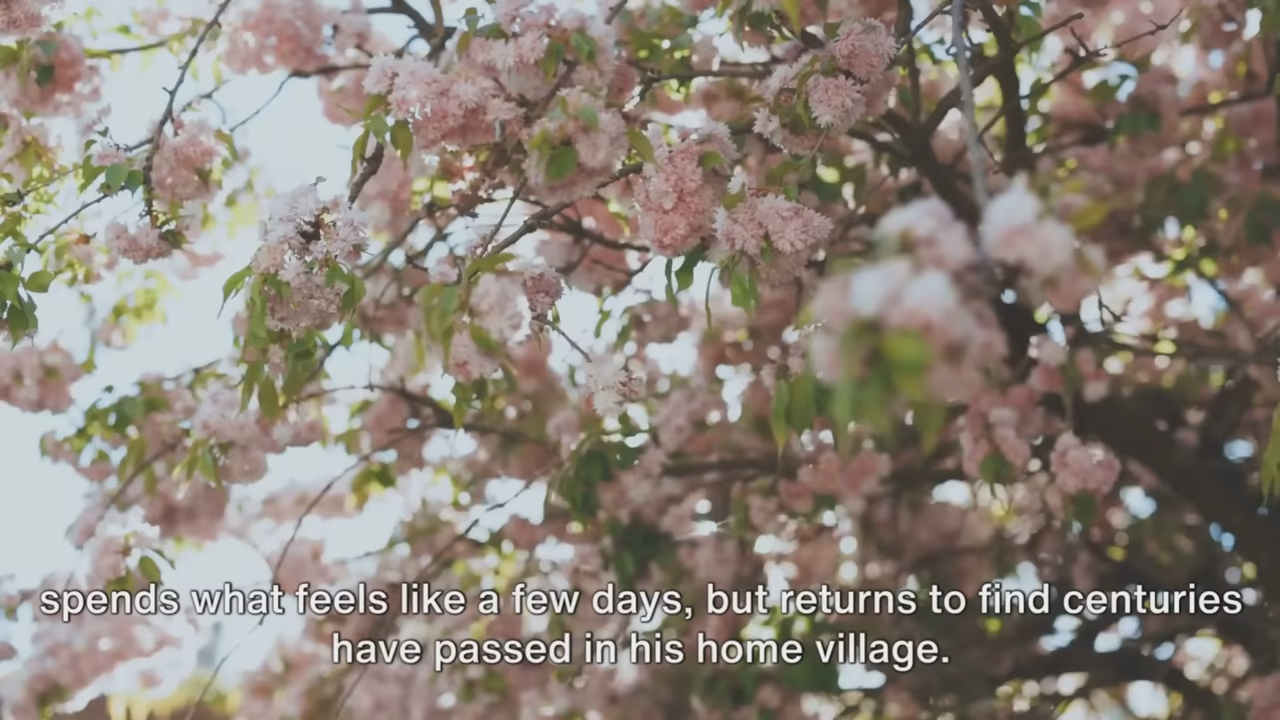 spends what feels like a few days, but returns to find centuries
have passed in his home village.